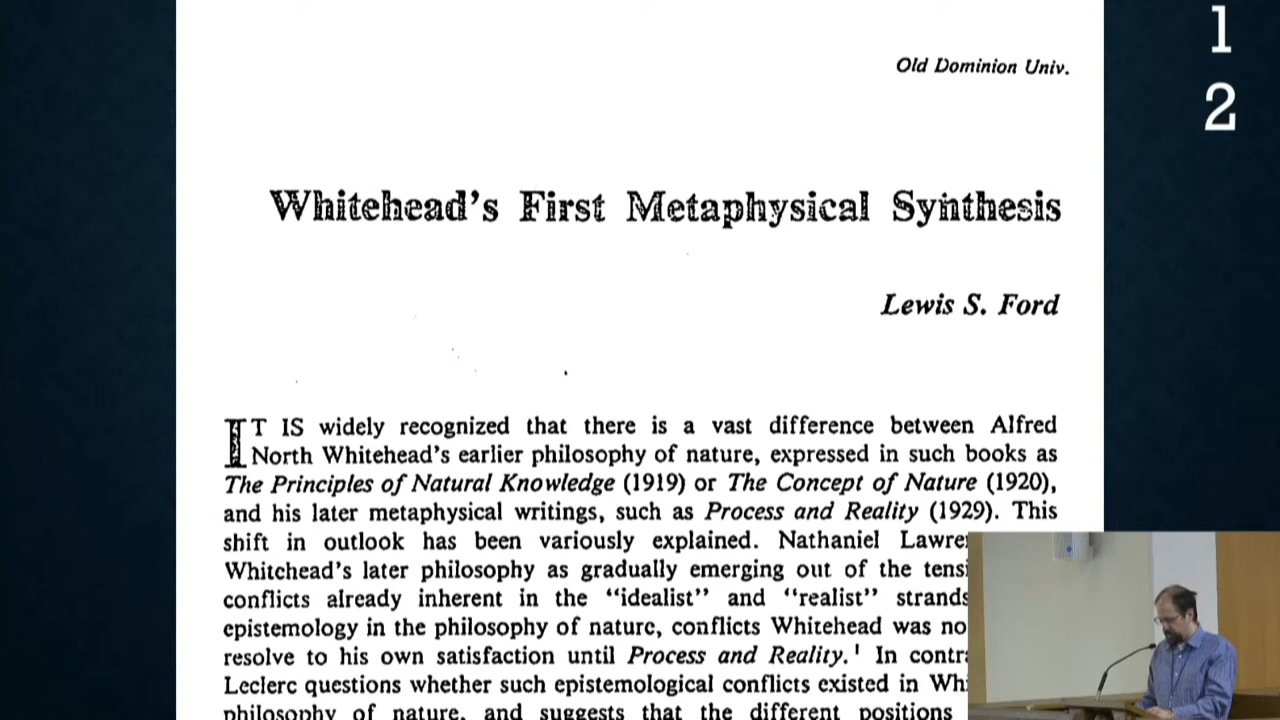 1
2
Old Dominion Univ.
Whitehead's First Metaphysical Synthesis
Lewis S. Ford
IT IS widely recognized that there is a vast difference between Alfred
North Whitehead's earlier philosophy of nature, expressed in such books as
The Principles of Natural Knowledge (1919) or The Concept of Nature (1920),
and his later metaphysical writings, such as Process and Reality (1929). This
shift in outlook has been variously explained. Nathaniel
Whitehead's later philosophy as gradually emerging out of the
conflicts already inherent in the "idealist" and "realist" strands
epistemology in the philosophy of nature, conflicts Whitehead was
resolve to his own satisfaction until Process and Reality.¹ In
Leclerc questions whether such epistemological conflicts existed in
philosophy of nature, and suggests that the different positions